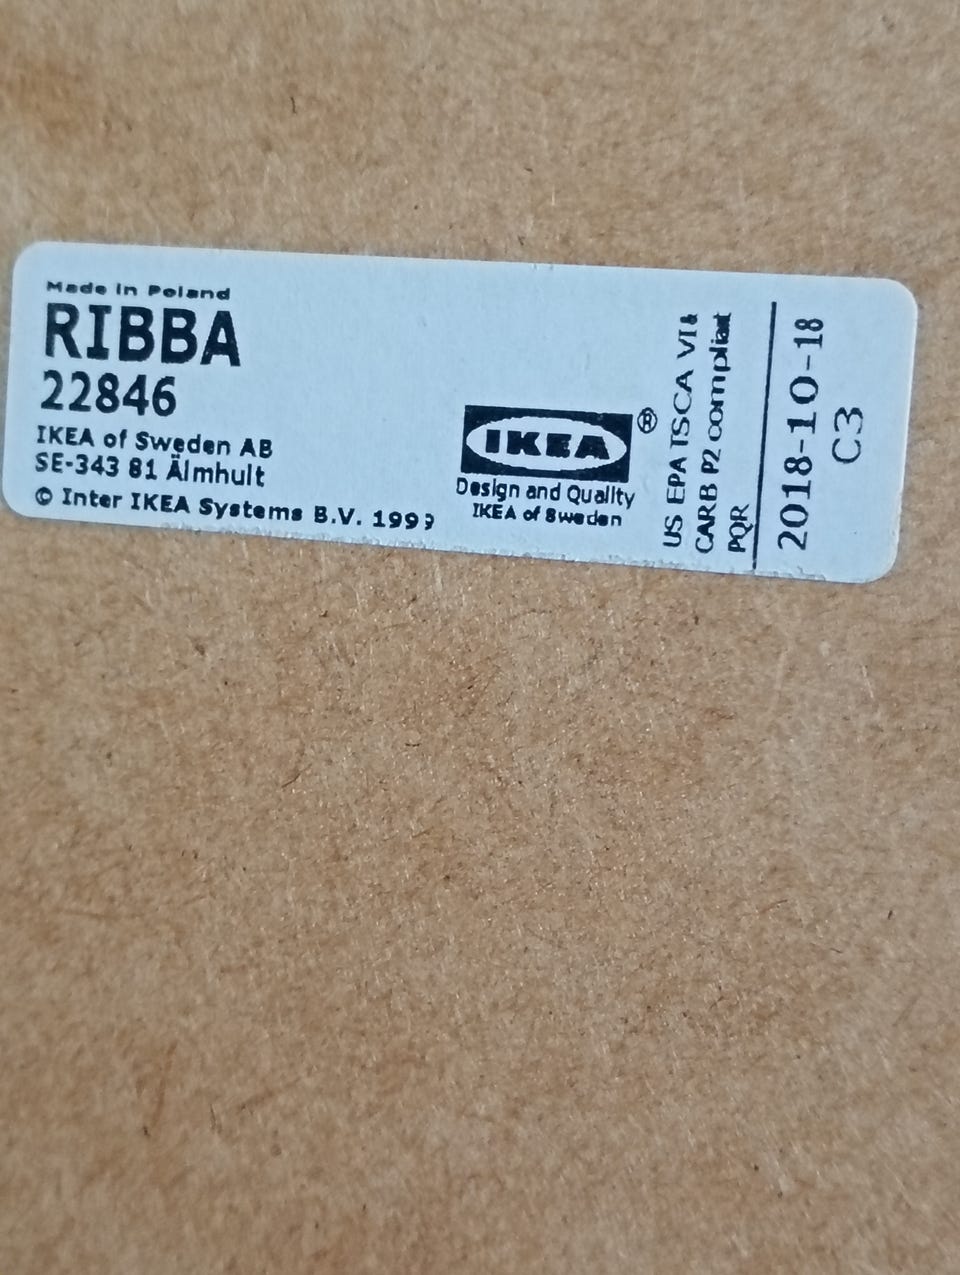 Made in Poland
RIBBA
22846
IKEA of Sweden AB
SE-343 81 Älmhult
© Inter IKEA Systems B.V. 1999
IKEA®
Design and Quality
IKEA of Sweden
US EPA TSCA VI &
CARB P2 compliant
PQR
2018-10-18
C3